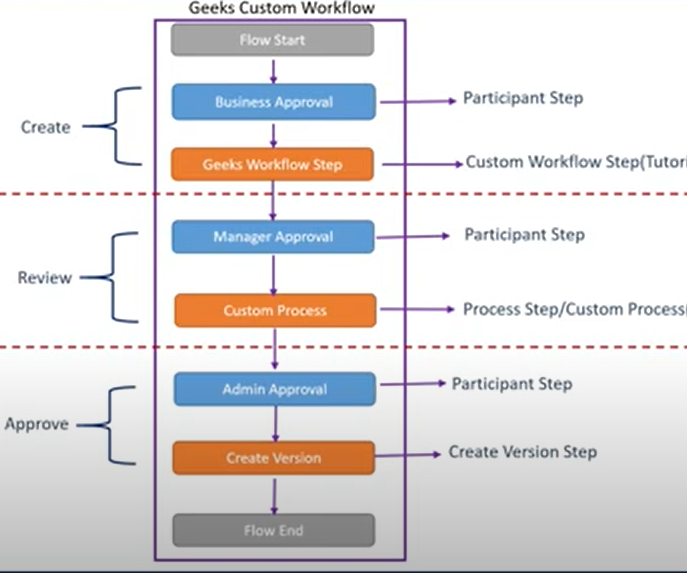 Geeks Custom Workflow
Flow Start
Business Approval
Participant Step
Create
Geeks Workflow Step
Custom Workflow Step(Tutori
Manager Approval
Participant Step
Review
Custom Process
Process Step/Custom Process(
Admin Approval
Participant Step
Approve
Create Version
Create Version Step
Flow End